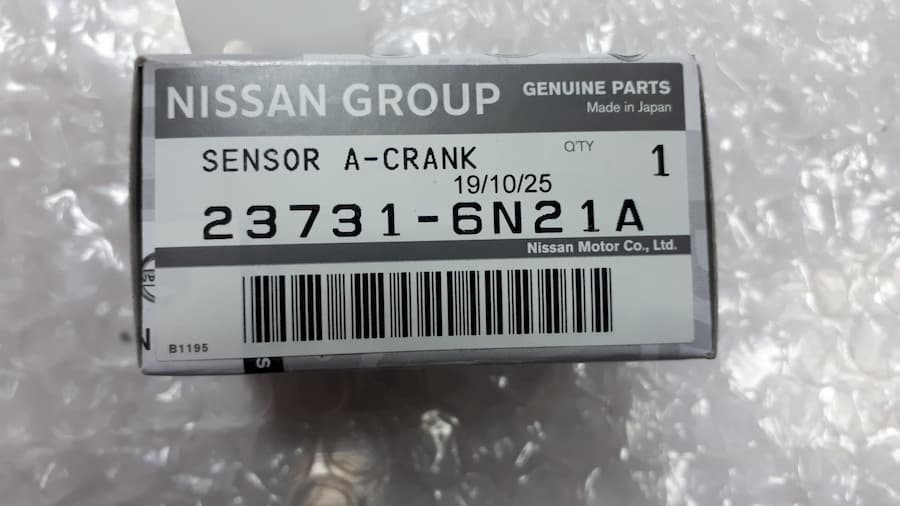 NISSAN GROUP
GENUINE PARTS
Made in Japan
SENSOR A-CRANK
Q'TY
1
19/10/25
23731-6N21A
Nissan Motor Co., Ltd.
B1195